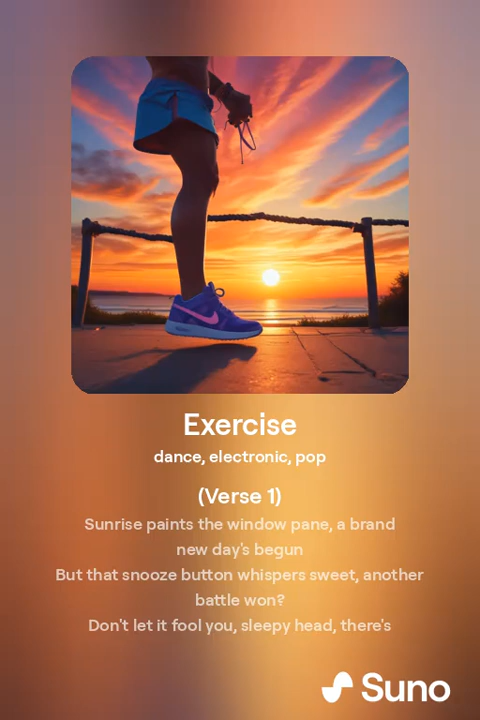 Exercise
dance, electronic, pop
(Verse 1)
Sunrise paints the window pane, a brand
new day's begun
But that snooze button whispers sweet, another
battle won?
Don't let it fool you, sleepy head, there's
Suno